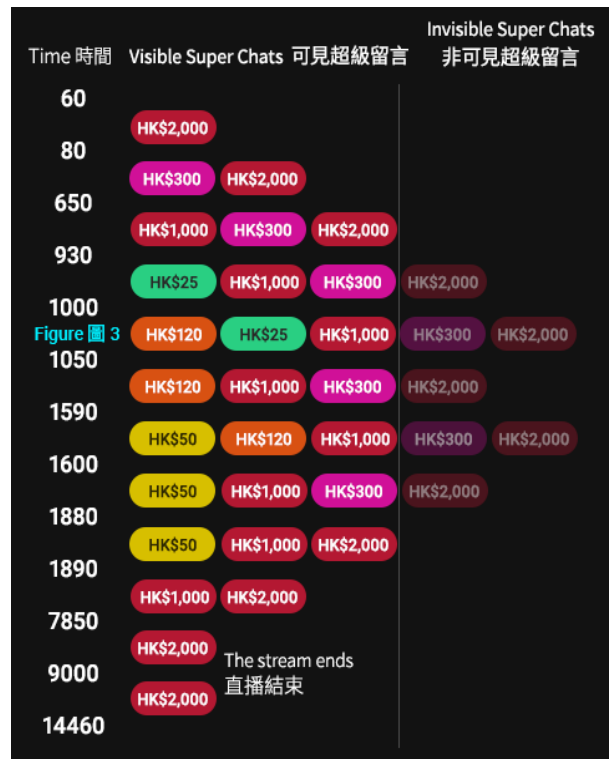 Invisible Super Chats
Time 時間 Visible Super Chats 可見超級留言 非可見超級留言
60
HK$2,000
80
HK$300 HK$2,000
650
HK$1,000 HK$300 HK$2,000
930
HK$25 HK$1,000 HK$300 HK$2,000
1000
Figure 圖 3 HK$120 HK$25 HK$1,000 HK$300 HK$2,000
1050
HK$120 HK$1,000 HK$300 HK$2,000
1590
HK$50 HK$120 HK$1,000 HK$300 HK$2,000
1600
HK$50 HK$1,000 HK$300 HK$2,000
1880
HK$50 HK$1,000 HK$2,000
1890
HK$1,000 HK$2,000
7850
HK$2,000
The stream ends
9000
直播結束
HK$2,000
14460